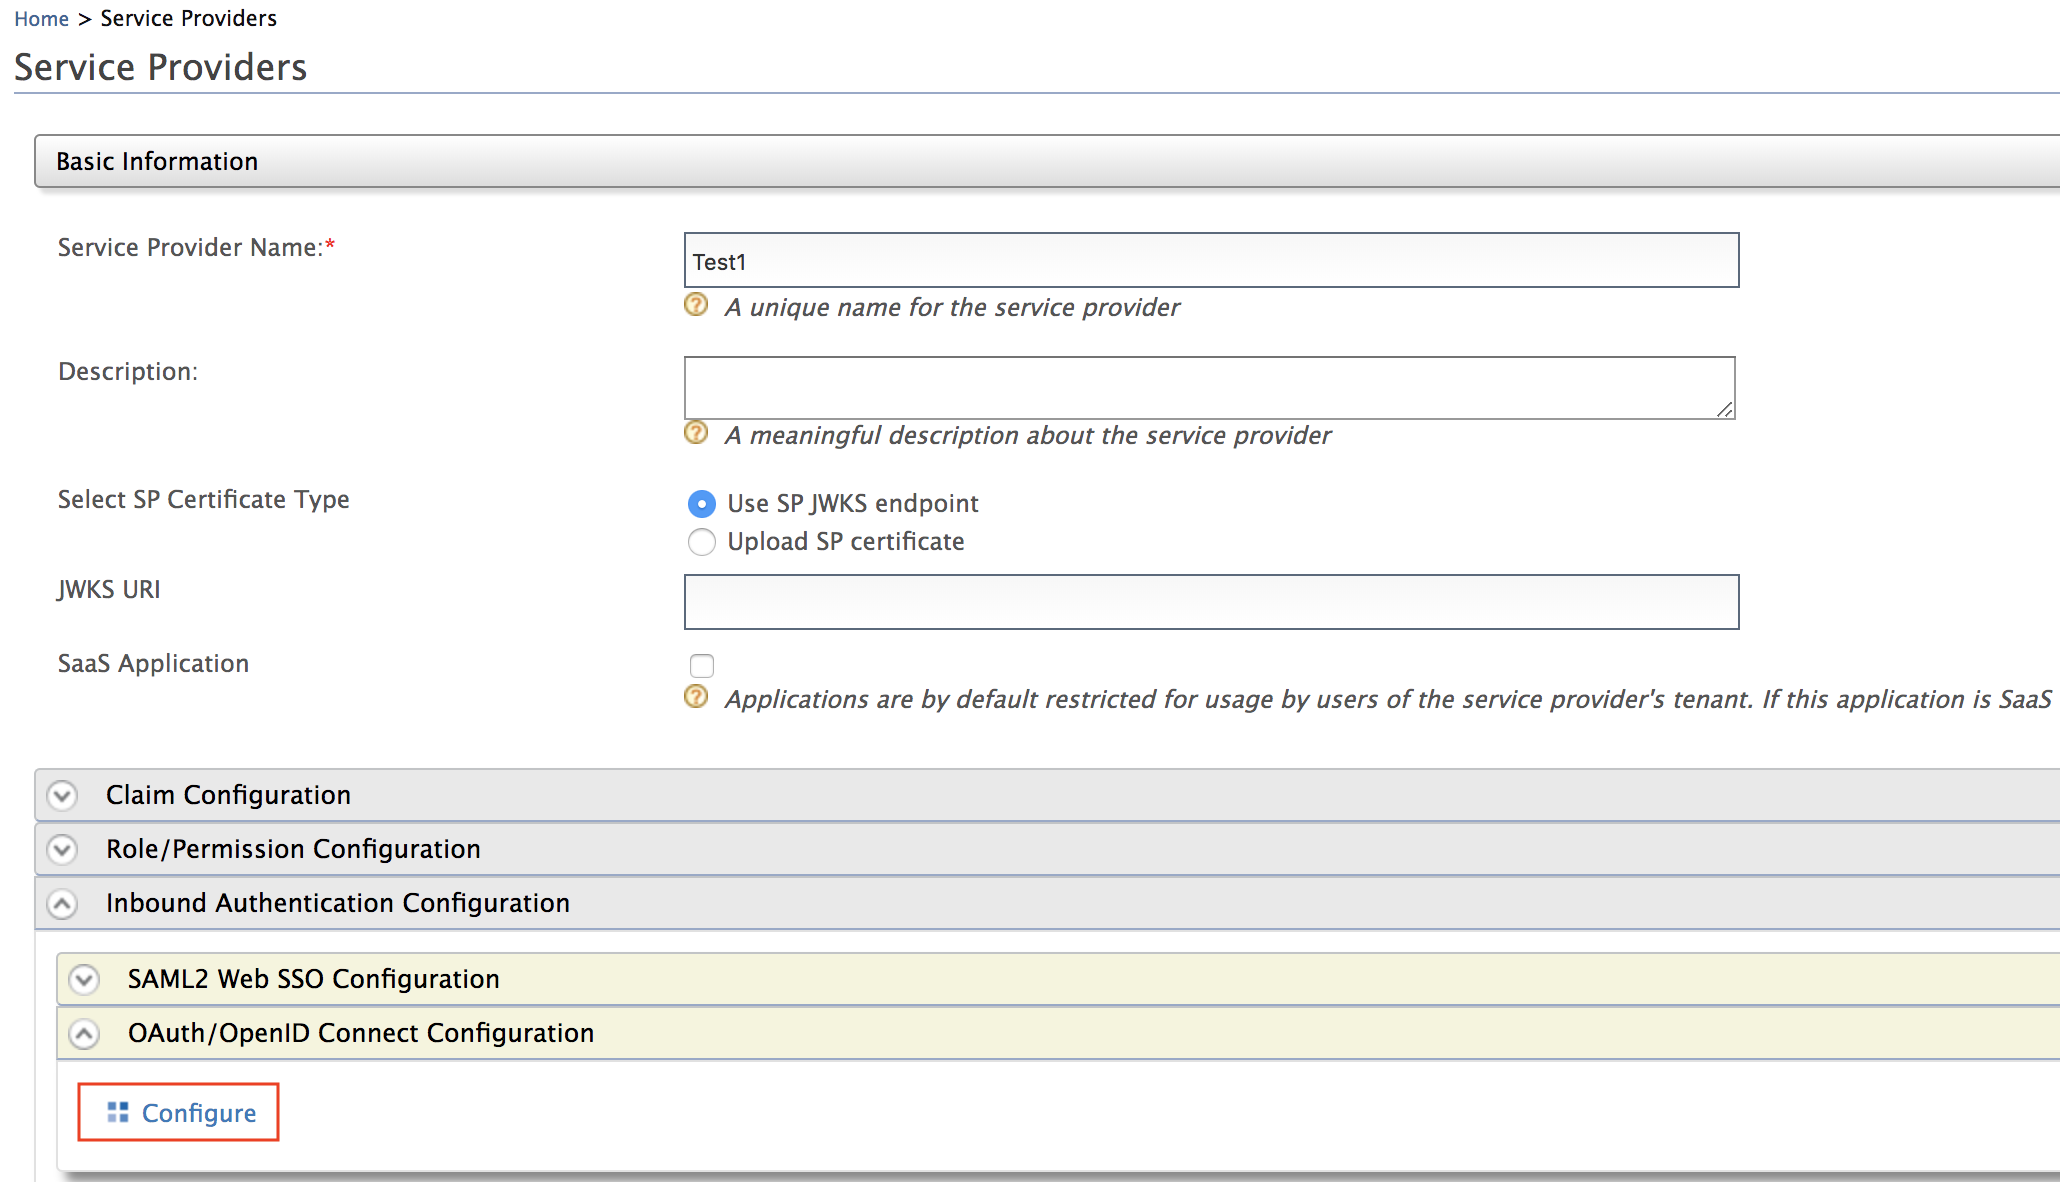 Home > Service Providers
Service Providers
Basic Information
Service Provider Name:*
Test1
? A unique name for the service provider
Description:
? A meaningful description about the service provider
Select SP Certificate Type
Use SP JWKS endpoint
Upload SP certificate
JWKS URI
SaaS Application
? Applications are by default restricted for usage by users of the service provider's tenant. If this application is SaaS
Claim Configuration
Role/Permission Configuration
Inbound Authentication Configuration
SAML2 Web SSO Configuration
OAuth/OpenID Connect Configuration
Configure